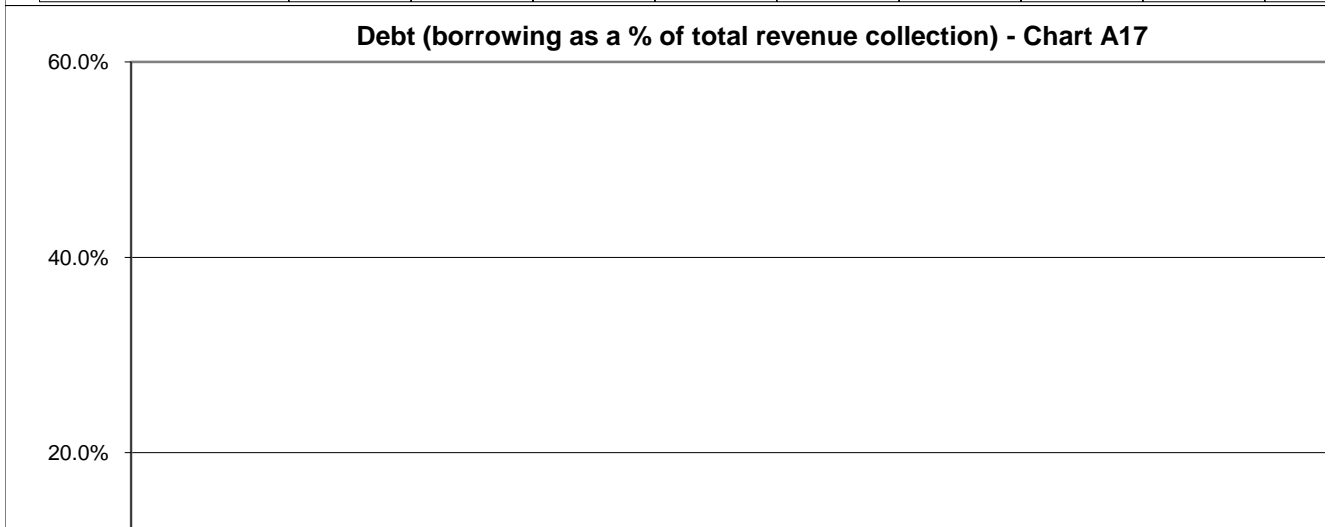 Debt (borrowing as a % of total revenue collection) - Chart A17
60.0%
40.0%
20.0%